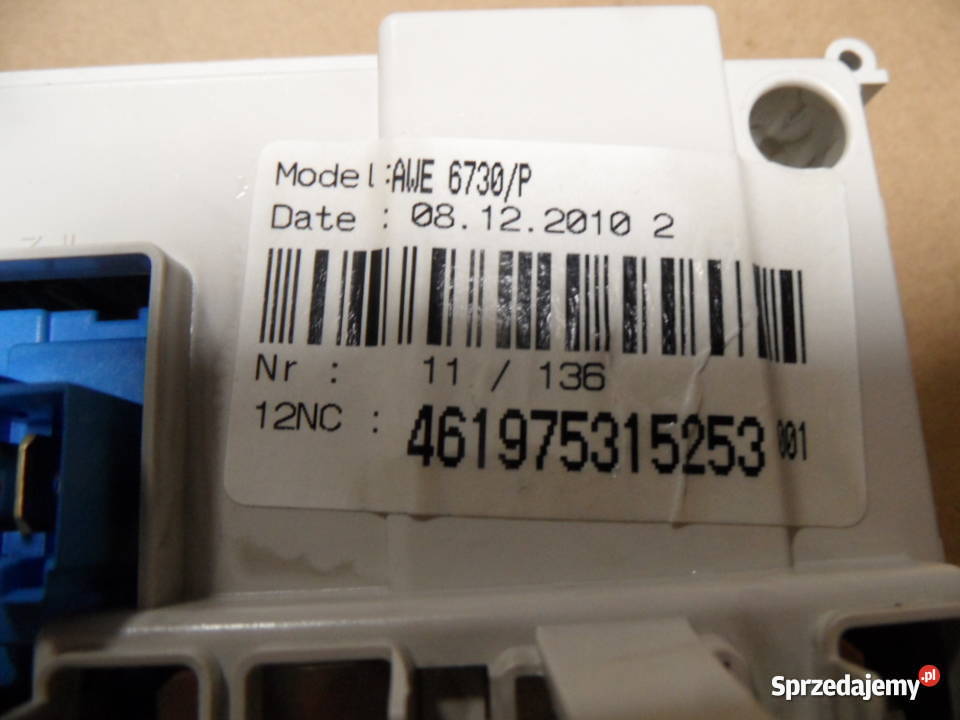 Model:AWE 6730/P
Date : 08.12.2010 2
Nr : 11 / 136
12NC : 461975315253 001
Sprzedajemy.pl